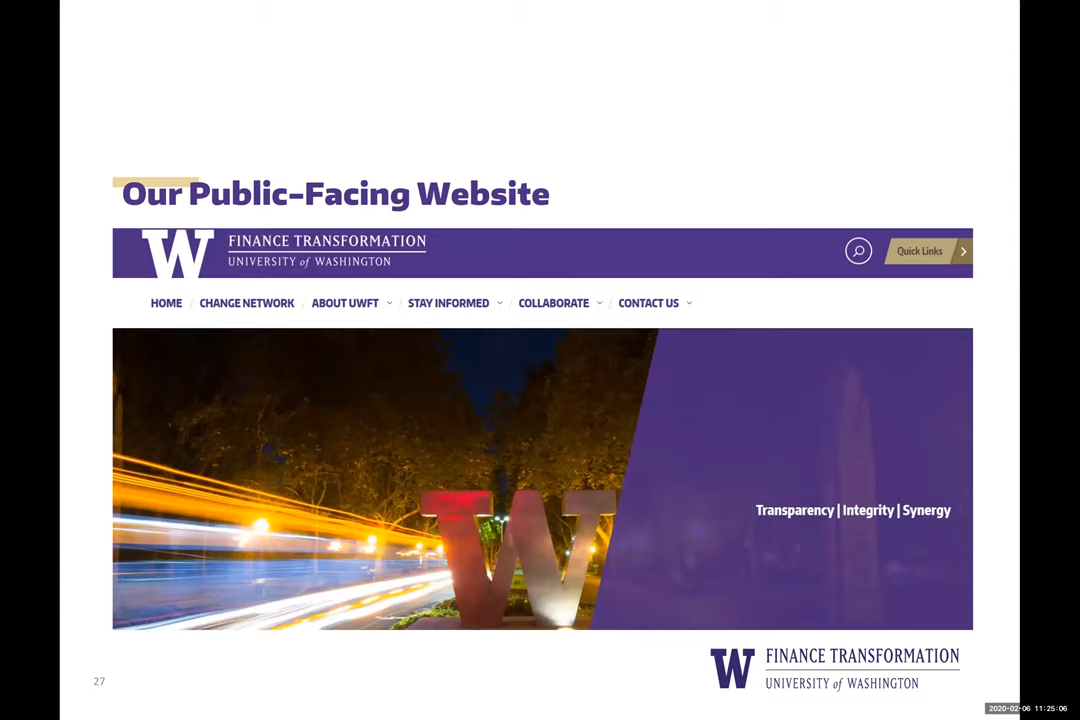 Our Public-Facing Website
W FINANCE TRANSFORMATION
UNIVERSITY of WASHINGTON
Quick Links
HOME / CHANGE NETWORK / ABOUT UWFT / STAY INFORMED / COLLABORATE / CONTACT US
W
Transparency | Integrity | Synergy
W FINANCE TRANSFORMATION
UNIVERSITY of WASHINGTON
27
2020-02-06 11:25:06